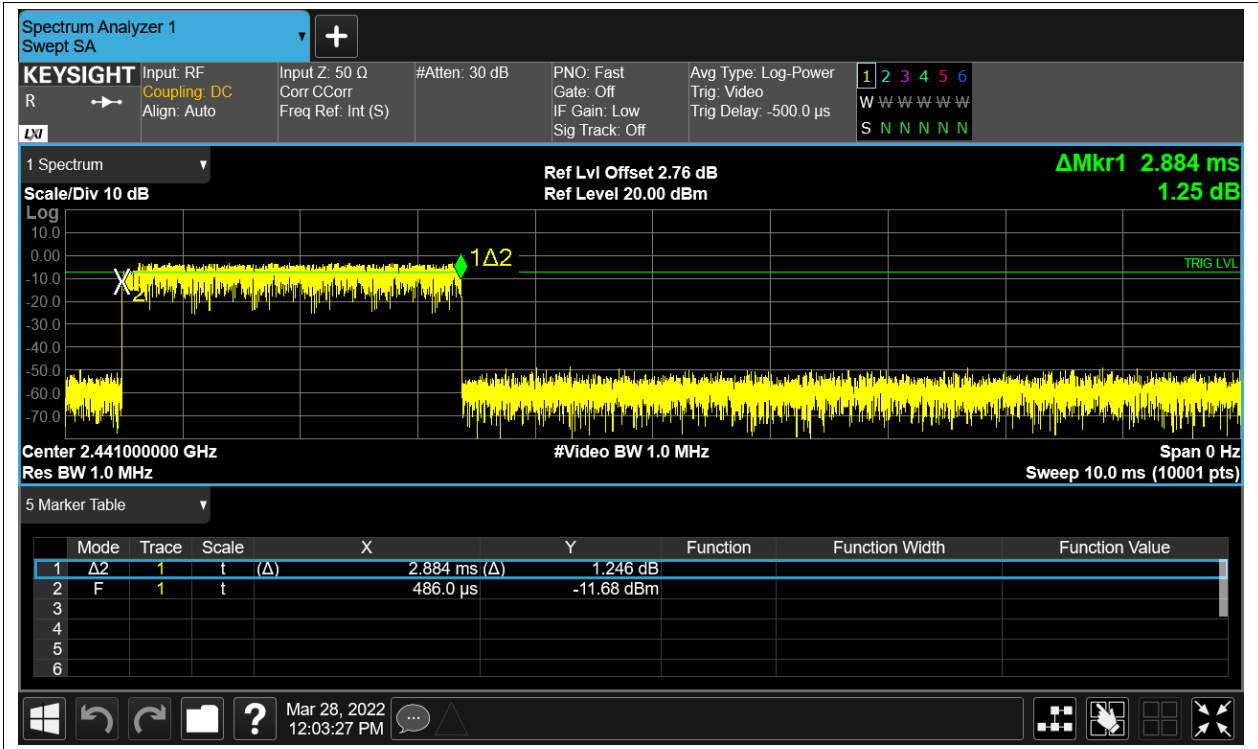 Spectrum Analyzer 1
Swept SA
KEYSIGHT
R
LXI
Input: RF
Coupling: DC
Align: Auto
Input Z: 50 Ω
Corr CCorr
Freq Ref: Int (S)
#Atten: 30 dB
PNO: Fast
Gate: Off
IF Gain: Low
Sig Track: Off
Avg Type: Log-Power
Trig: Video
Trig Delay: -500.0 µs
1 2 3 4 5 6
W W W W W W
S N N N N N
1 Spectrum
Scale/Div 10 dB
Ref Lvl Offset 2.76 dB
Ref Level 20.00 dBm
ΔMkr1 2.884 ms
1.25 dB
Log
10.0
0.00
-10.0
-20.0
-30.0
-40.0
-50.0
-60.0
-70.0
X
2
1Δ2
TRIG LVL
Center 2.441000000 GHz
#Video BW 1.0 MHz
Span 0 Hz
Res BW 1.0 MHz
Sweep 10.0 ms (10001 pts)
5 Marker Table
Mode Trace Scale X Y Function Function Width Function Value
1 Δ2 1 t (Δ) 2.884 ms (Δ) 1.246 dB
2 F 1 t 486.0 µs -11.68 dBm
3
4
5
6
?
Mar 28, 2022
12:03:27 PM